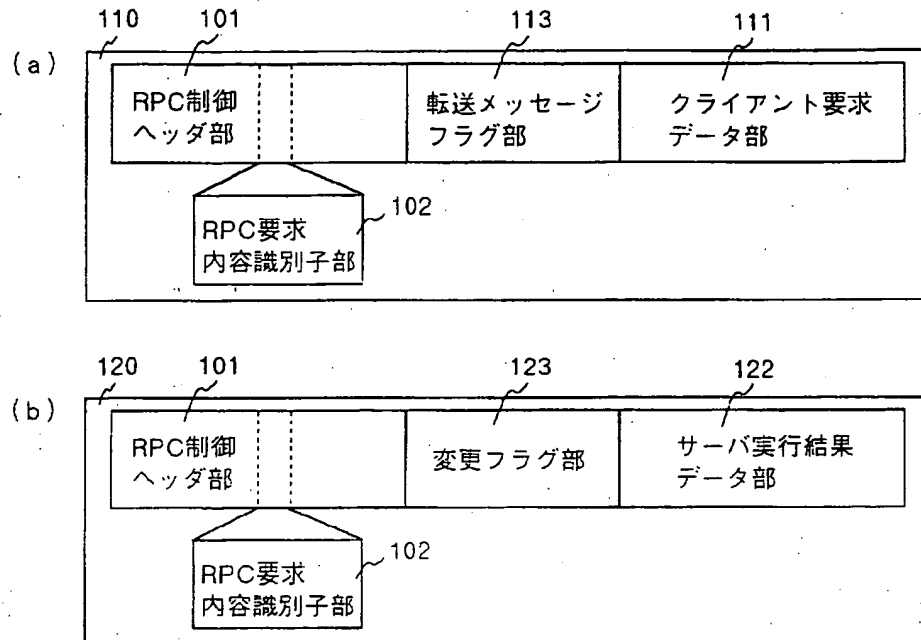 110
101
113
111
(a)
RPC制御
ヘッダ部
転送メッセージ
フラグ部
クライアント要求
データ部
102
RPC要求
内容識別子部
120
101
123
122
(b)
RPC制御
ヘッダ部
変更フラグ部
サーバ実行結果
データ部
102
RPC要求
内容識別子部